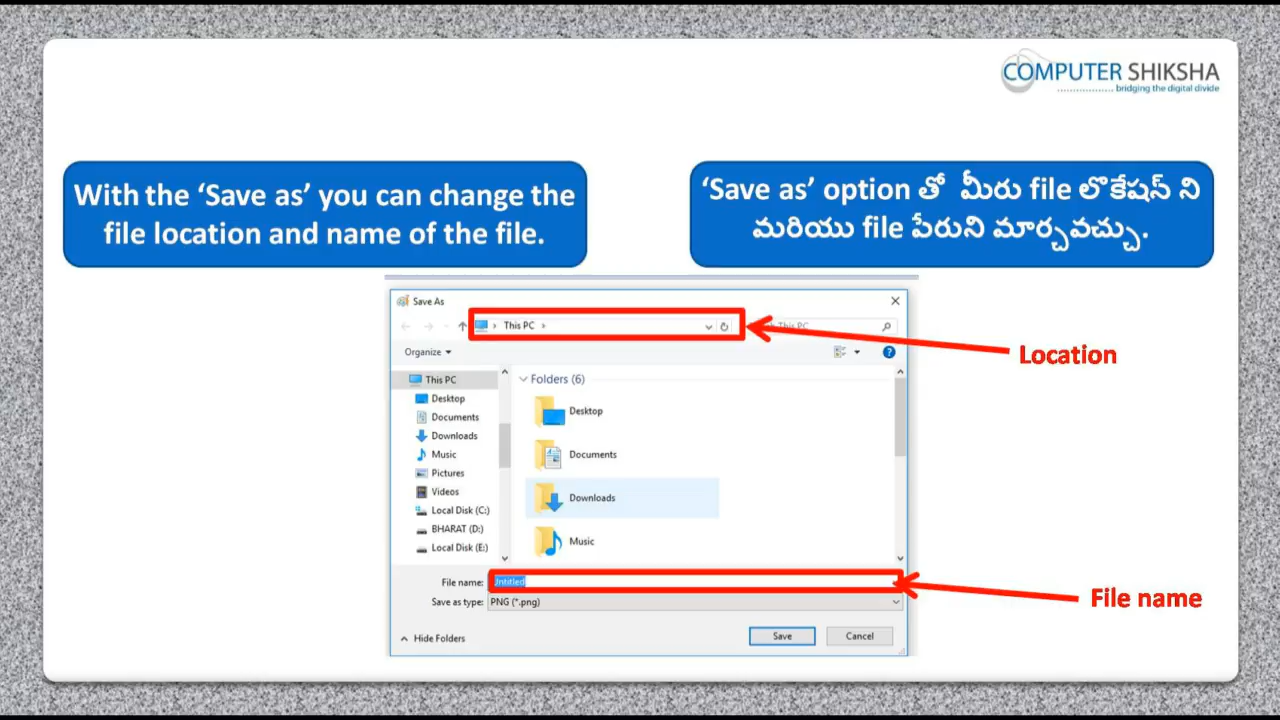 COMPUTER SHIKSHA
bridging the digital divide
With the ‘Save as’ you can change the
file location and name of the file.
‘Save as’ option తో మీరు file లొకేషన్ ని
మరియు file పేరుని మార్చవచ్చు.
Save As
This PC
This PC
Location
Organize
This PC
Desktop
Documents
Downloads
Music
Pictures
Videos
Local Disk (C:)
BHARAT (D:)
Local Disk (E:)
Folders (6)
Desktop
Documents
Downloads
Music
File name: Untitled
File name
Save as type: PNG (*.png)
Hide Folders
Save
Cancel